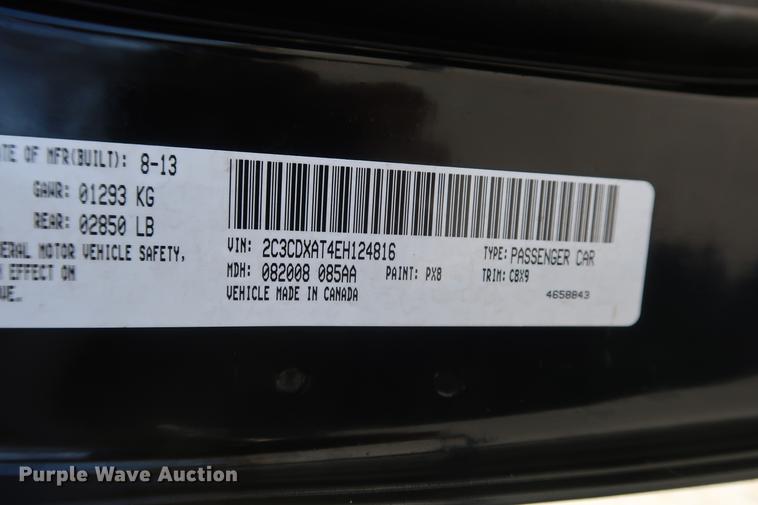 ATE OF MFR(BUILT): 8-13
GAWR: 01293 KG
REAR: 02850 LB
ERAL MOTOR VEHICLE SAFETY,
EFFECT ON
VIN: 2C3CDXAT4EH124816 TYPE: PASSENGER CAR
MDH: 082008 085AA PAINT: PX8 TRIM: CBX9
VEHICLE MADE IN CANADA 4658843
Purple Wave Auction